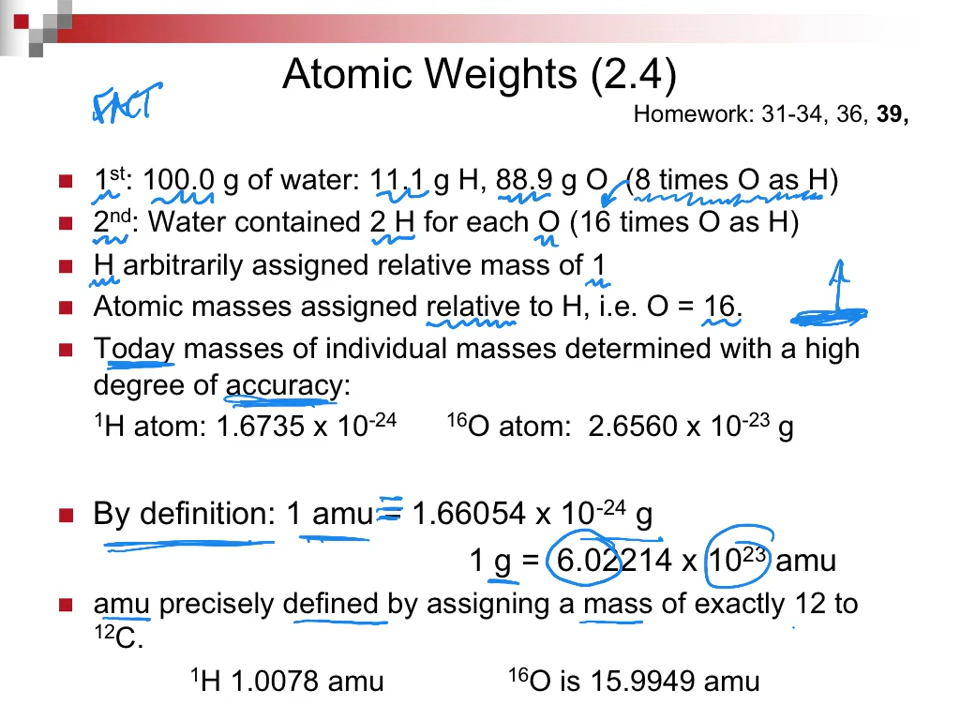 Atomic Weights (2.4)
FACT
Homework: 31-34, 36, 39,
1st: 100.0 g of water: 11.1 g H, 88.9 g O (8 times O as H)
2nd: Water contained 2 H for each O (16 times O as H)
H arbitrarily assigned relative mass of 1
Atomic masses assigned relative to H, i.e. O = 16.
Today masses of individual masses determined with a high
degree of accuracy:
¹H atom: 1.6735 x 10⁻²⁴ ¹⁶O atom: 2.6560 x 10⁻²³ g
By definition: 1 amu ≡ 1.66054 x 10⁻²⁴ g
1 g = 6.02214 x 10²³ amu
amu precisely defined by assigning a mass of exactly 12 to
¹²C.
¹H 1.0078 amu ¹⁶O is 15.9949 amu